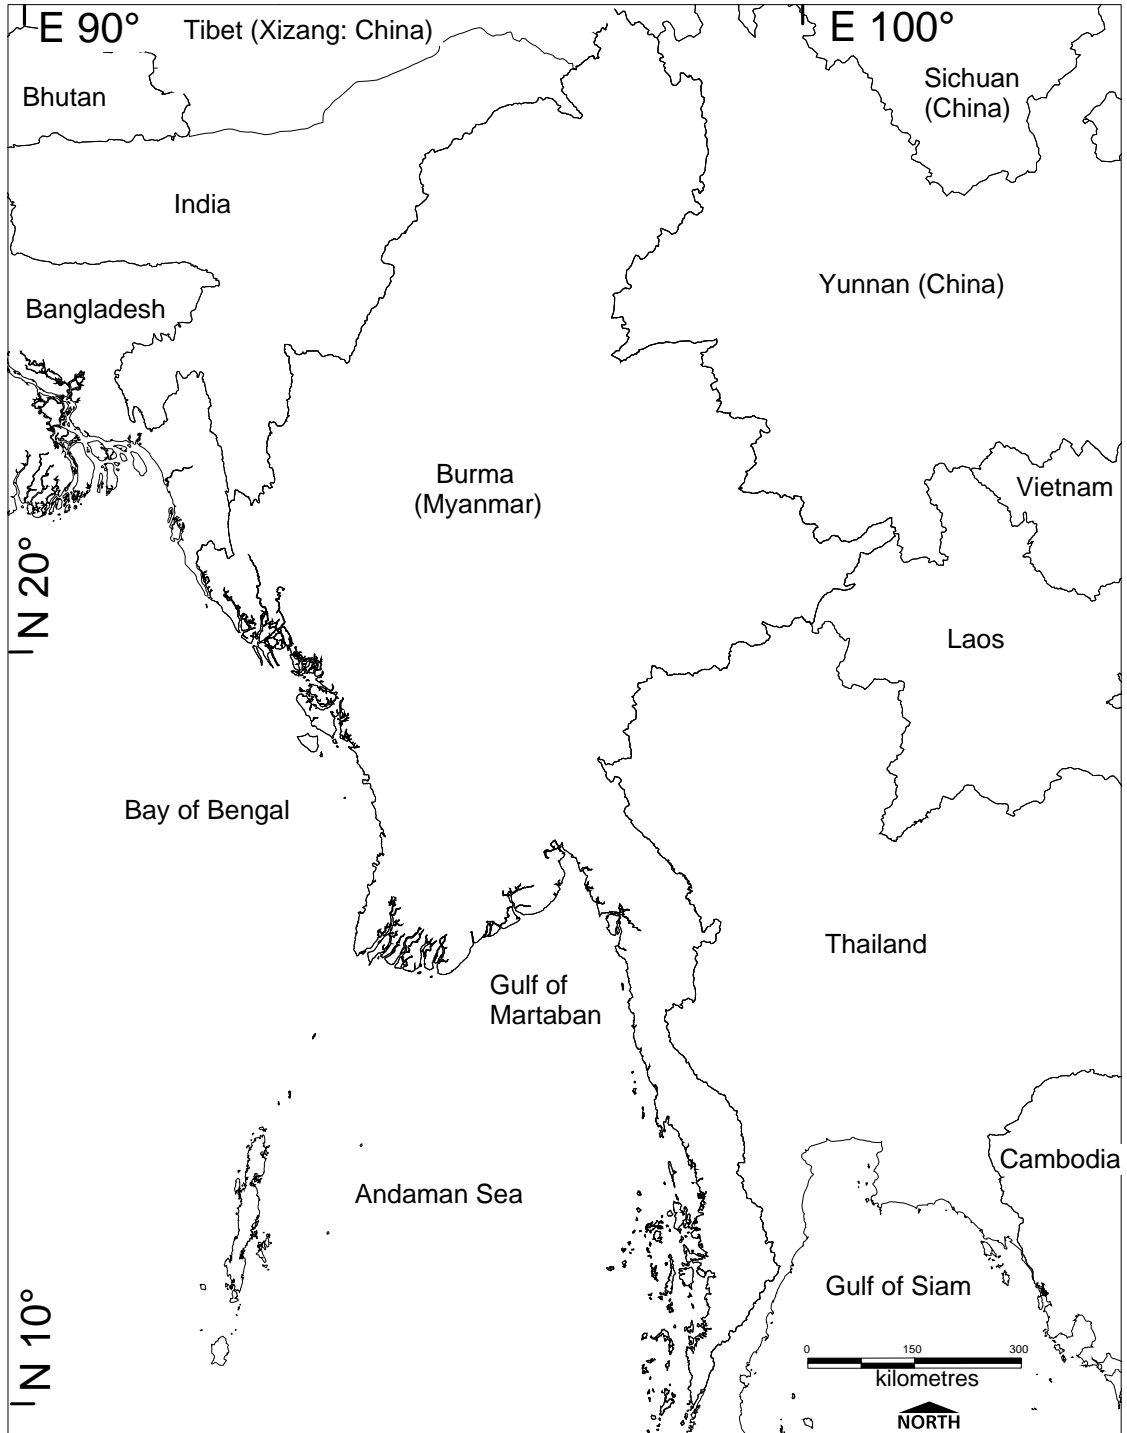 E 90°
Tibet (Xizang: China)
E 100°
Sichuan
(China)
Bhutan
India
Yunnan (China)
Bangladesh
Burma
(Myanmar)
Vietnam
N 20°
Laos
Bay of Bengal
Thailand
Gulf of
Martaban
Cambodia
Andaman Sea
Gulf of Siam
N 10°
0 150 300
kilometres
NORTH